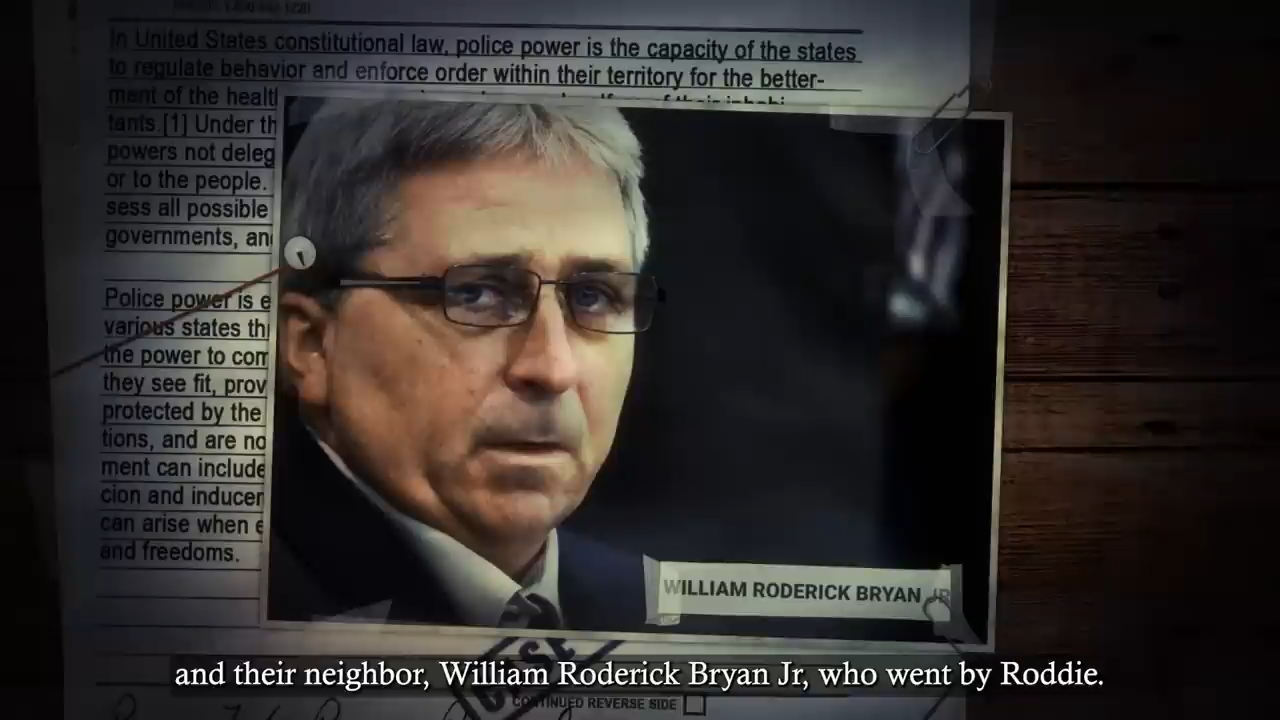 In United States constitutional law, police power is the capacity of the states
to regulate behavior and enforce order within their territory for the better-
ment of the healt
tants.[1] Under th
powers not deleg
or to the people.
sess all possible
governments, an
Police power is e
various states th
the power to com
they see fit, prov
protected by the
tions, and are no
ment can include
cion and inducer
can arise when e
and freedoms.
WILLIAM RODERICK BRYAN JR
and their neighbor, William Roderick Bryan Jr, who went by Roddie.
CASE
CONTINUED REVERSE SIDE